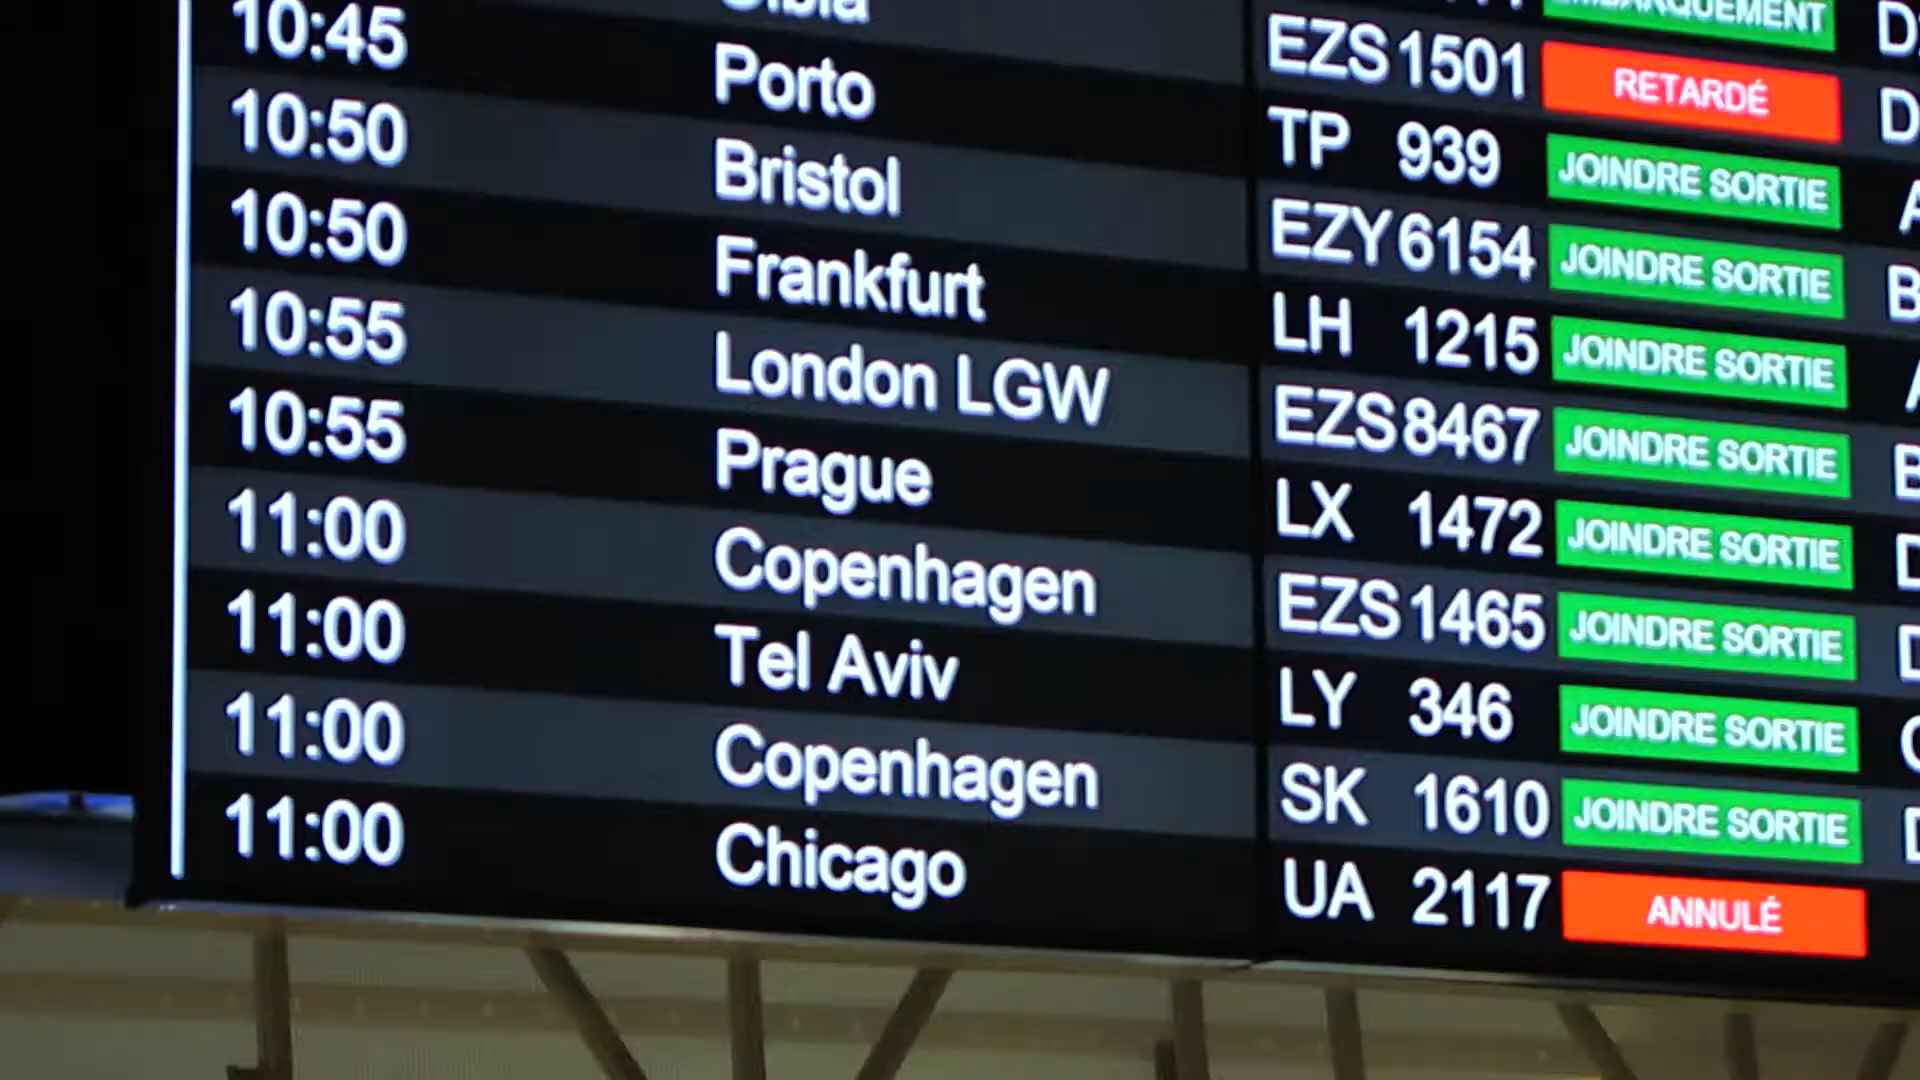 EZS 1501 RETARDÉ
10:45 Porto TP 939 JOINDRE SORTIE
10:50 Bristol EZY 6154 JOINDRE SORTIE
10:50 Frankfurt LH 1215 JOINDRE SORTIE
10:55 London LGW EZS 8467 JOINDRE SORTIE
10:55 Prague LX 1472 JOINDRE SORTIE
11:00 Copenhagen EZS 1465 JOINDRE SORTIE
11:00 Tel Aviv LY 346 JOINDRE SORTIE
11:00 Copenhagen SK 1610 JOINDRE SORTIE
11:00 Chicago UA 2117 ANNULÉ